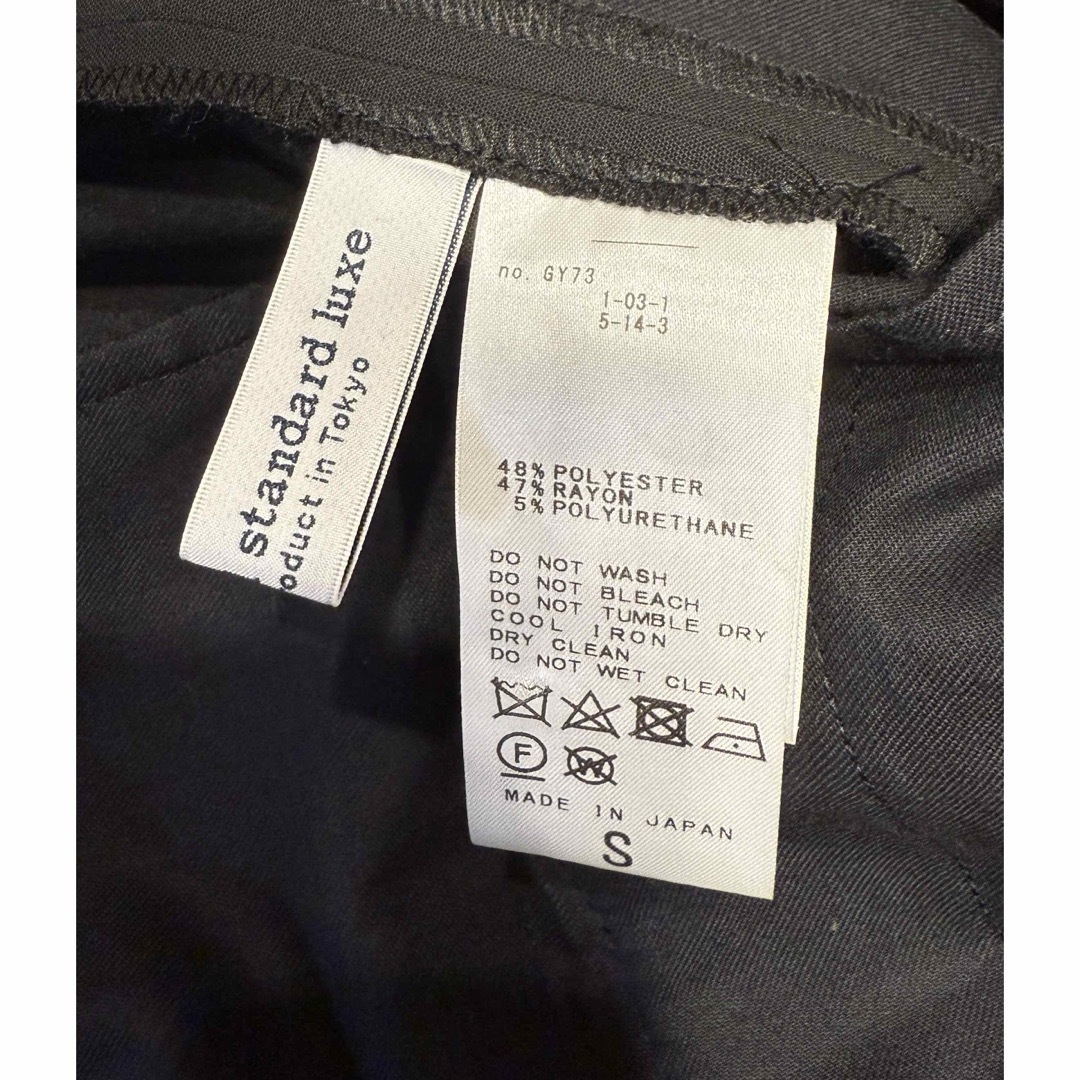 standard luxe
oduct in Tokyo
no. GY73
1-03-1
5-14-3
48% POLYESTER
47% RAYON
5% POLYURETHANE
DO NOT WASH
DO NOT BLEACH
DO NOT TUMBLE DRY
COOL IRON
DRY CLEAN
DO NOT WET CLEAN
F
W
MADE IN JAPAN
S